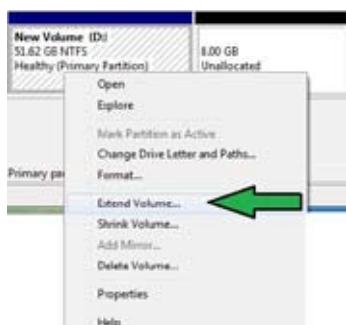 New Volume (D:)
51.62 GB NTFS
Healthy (Primary Partition)
8.00 GB
Unallocated
Open
Explore
Mark Partition as Active
Change Drive Letter and Paths...
Format...
Primary pa
Extend Volume...
Shrink Volume...
Add Mirror...
Delete Volume...
Properties
Help